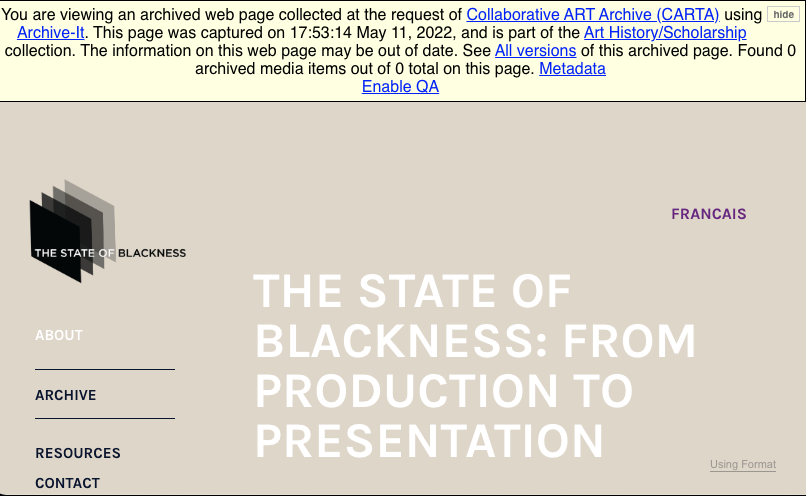 You are viewing an archived web page collected at the request of Collaborative ART Archive (CARTA) using hide
Archive-It. This page was captured on 17:53:14 May 11, 2022, and is part of the Art History/Scholarship
collection. The information on this web page may be out of date. See All versions of this archived page. Found 0
archived media items out of 0 total on this page. Metadata
Enable QA
THE STATE OF BLACKNESS
FRANCAIS
ABOUT
ARCHIVE
RESOURCES
CONTACT
THE STATE OF
BLACKNESS: FROM
PRODUCTION TO
PRESENTATION
Using Format